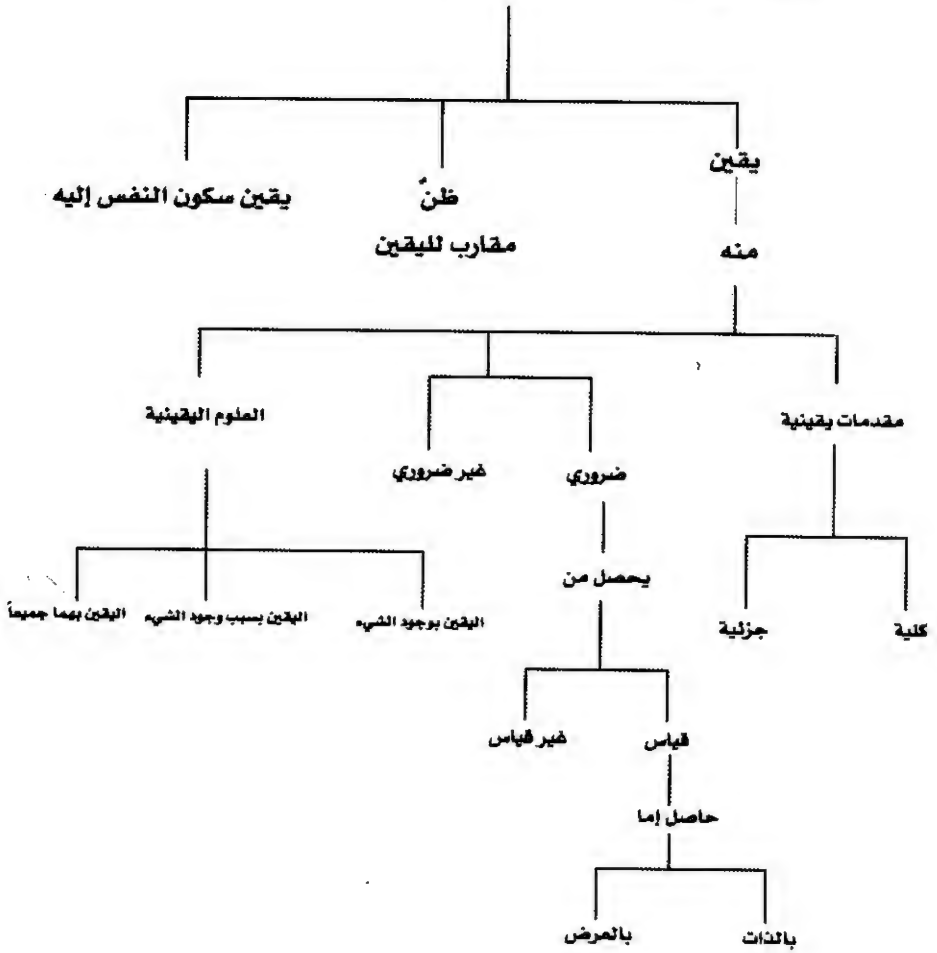 يقين
ظنّ
يقين سكون النفس إليه
منه
مقارب لليقين
مقدمات يقينية
العلوم اليقينية
ضروري
غير ضروري
يحصل من
كلية
جزئية
اليقين بوجود الشيء
اليقين بسبب وجود الشيء
اليقين بهما جميعاً
قياس
غير قياس
حاصل إما
بالذات
بالعرض